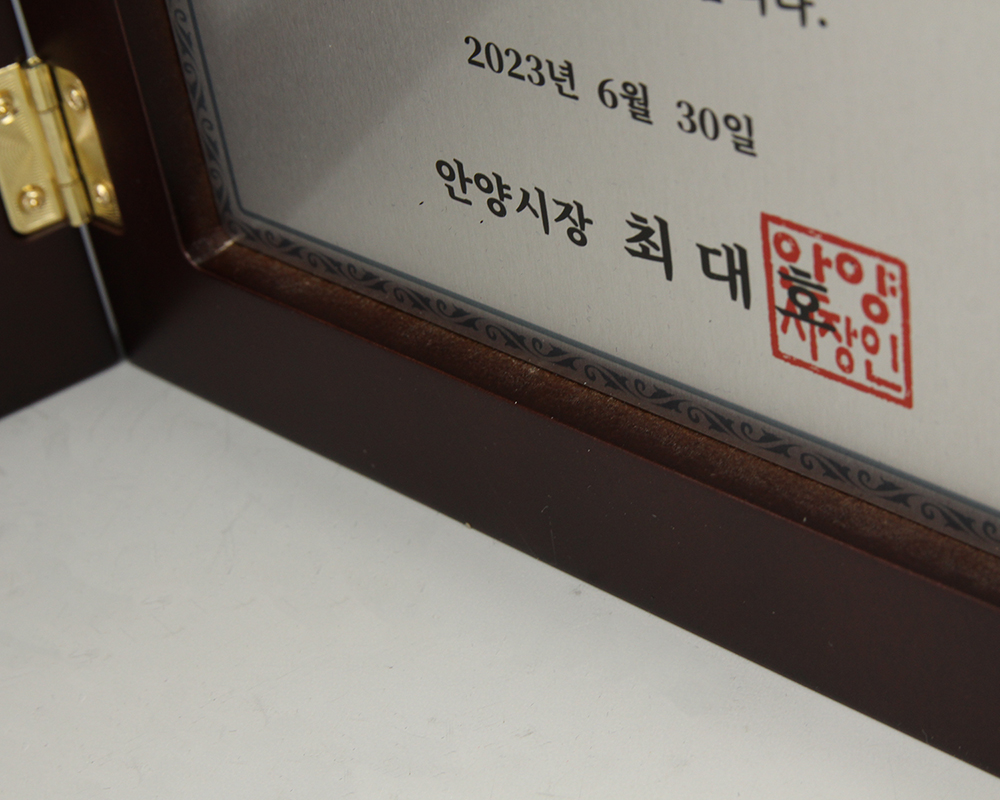 다.
2023년 6월 30일
안양시장 최대호
안양
시장인